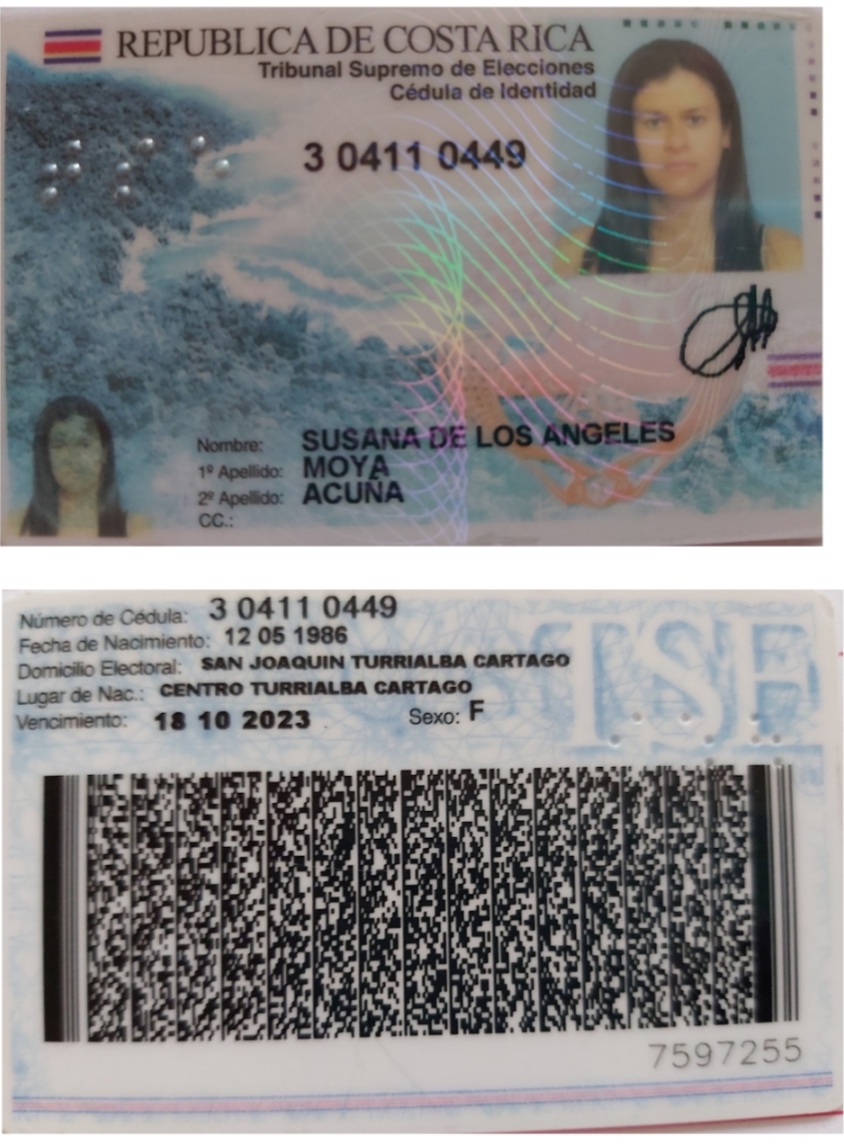 REPUBLICA DE COSTA RICA
Tribunal Supremo de Elecciones
Cédula de Identidad
3 0411 0449
Nombre: SUSANA DE LOS ANGELES
1º Apellido: MOYA
2º Apellido: ACUÑA
CC.:
Número de Cédula: 3 0411 0449
Fecha de Nacimiento: 12 05 1986
Domicilio Electoral: SAN JOAQUIN TURRIALBA CARTAGO
Lugar de Nac.: CENTRO TURRIALBA CARTAGO
Vencimiento: 18 10 2023 Sexo: F
TSE
7597255